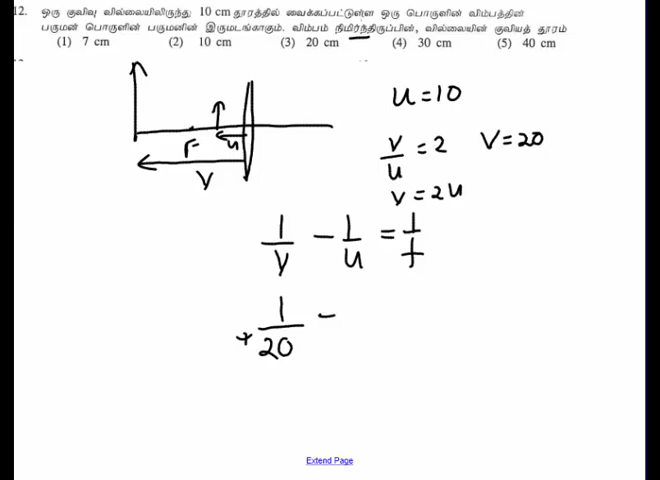 12. ஒரு குவிவு வில்லையிலிருந்து 10 cm தூரத்தில் வைக்கப்பட்டுள்ள ஒரு பொருளின் விம்பத்தின்
பருமன் பொருளின் பருமனின் இருமடங்காகும். விம்பம் நிமிர்ந்திருப்பின், வில்லையின் குவியத் தூரம்
(1) 7 cm (2) 10 cm (3) 20 cm (4) 30 cm (5) 40 cm
u = 10
F u
v/u = 2 V = 20
V
v = 2u
1/v - 1/u = 1/f
+ 1/20 -
Extend Page